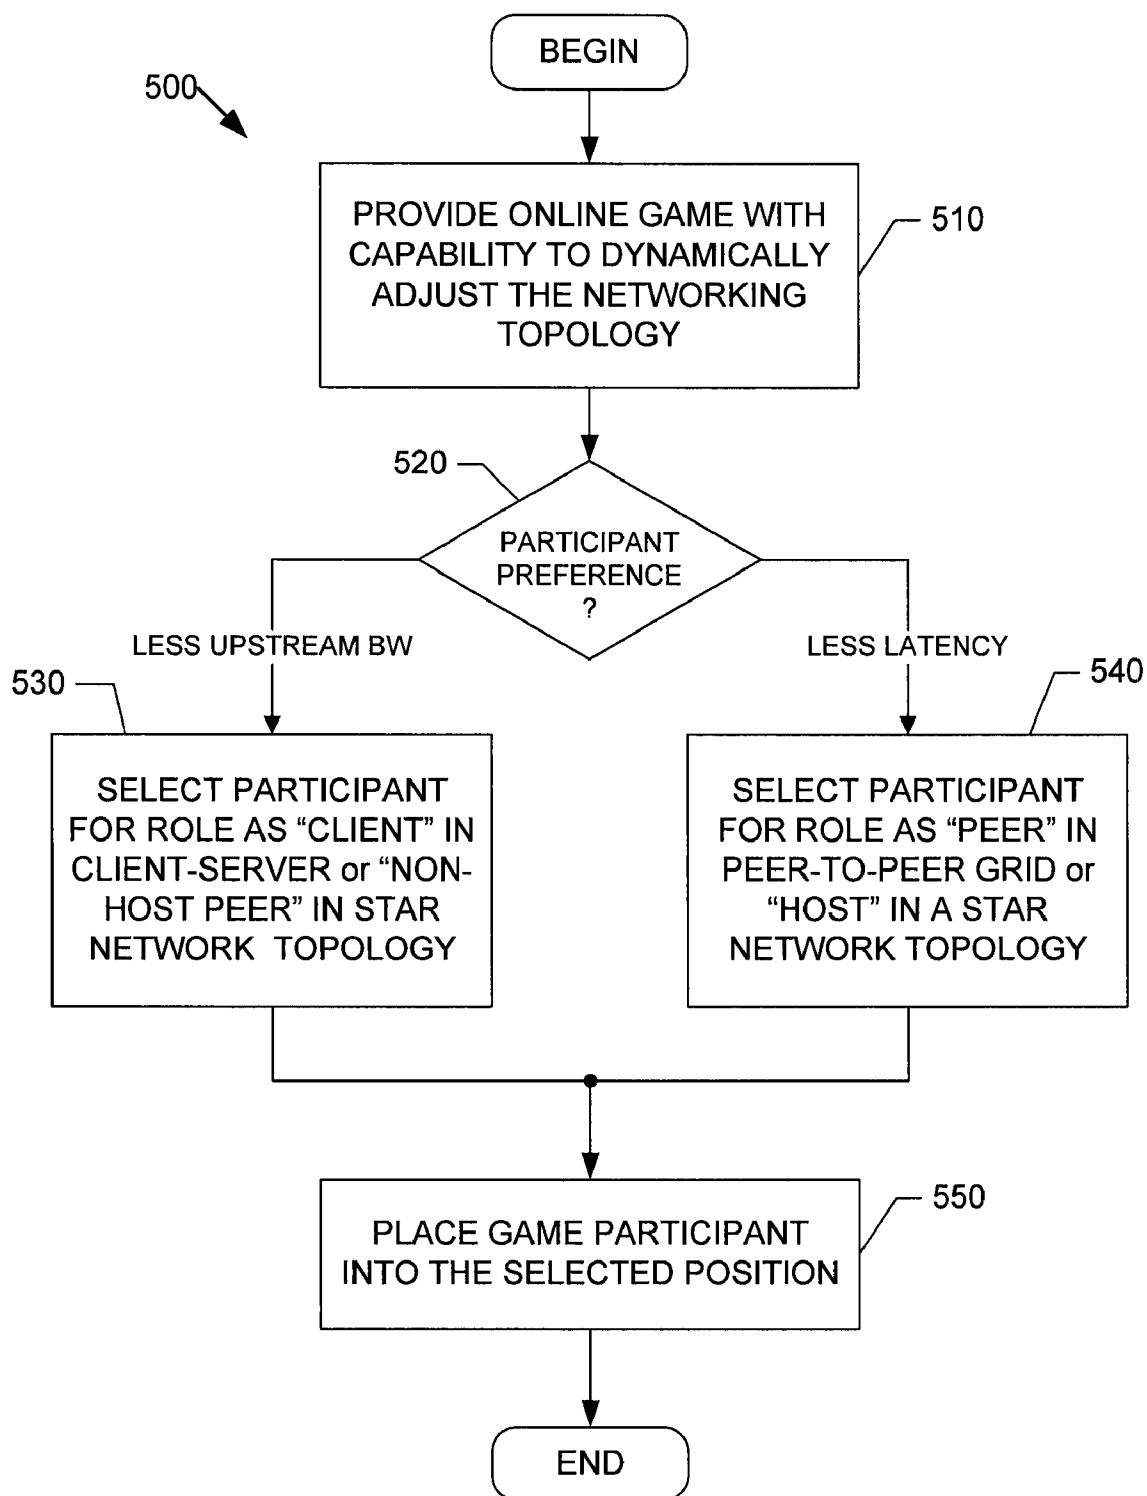 BEGIN
500
PROVIDE ONLINE GAME WITH
CAPABILITY TO DYNAMICALLY
ADJUST THE NETWORKING
TOPOLOGY
510
520
PARTICIPANT
PREFERENCE
?
LESS UPSTREAM BW
LESS LATENCY
530
SELECT PARTICIPANT
FOR ROLE AS “CLIENT” IN
CLIENT-SERVER or “NON-
HOST PEER” IN STAR
NETWORK TOPOLOGY
540
SELECT PARTICIPANT
FOR ROLE AS “PEER” IN
PEER-TO-PEER GRID or
“HOST” IN A STAR
NETWORK TOPOLOGY
550
PLACE GAME PARTICIPANT
INTO THE SELECTED POSITION
END